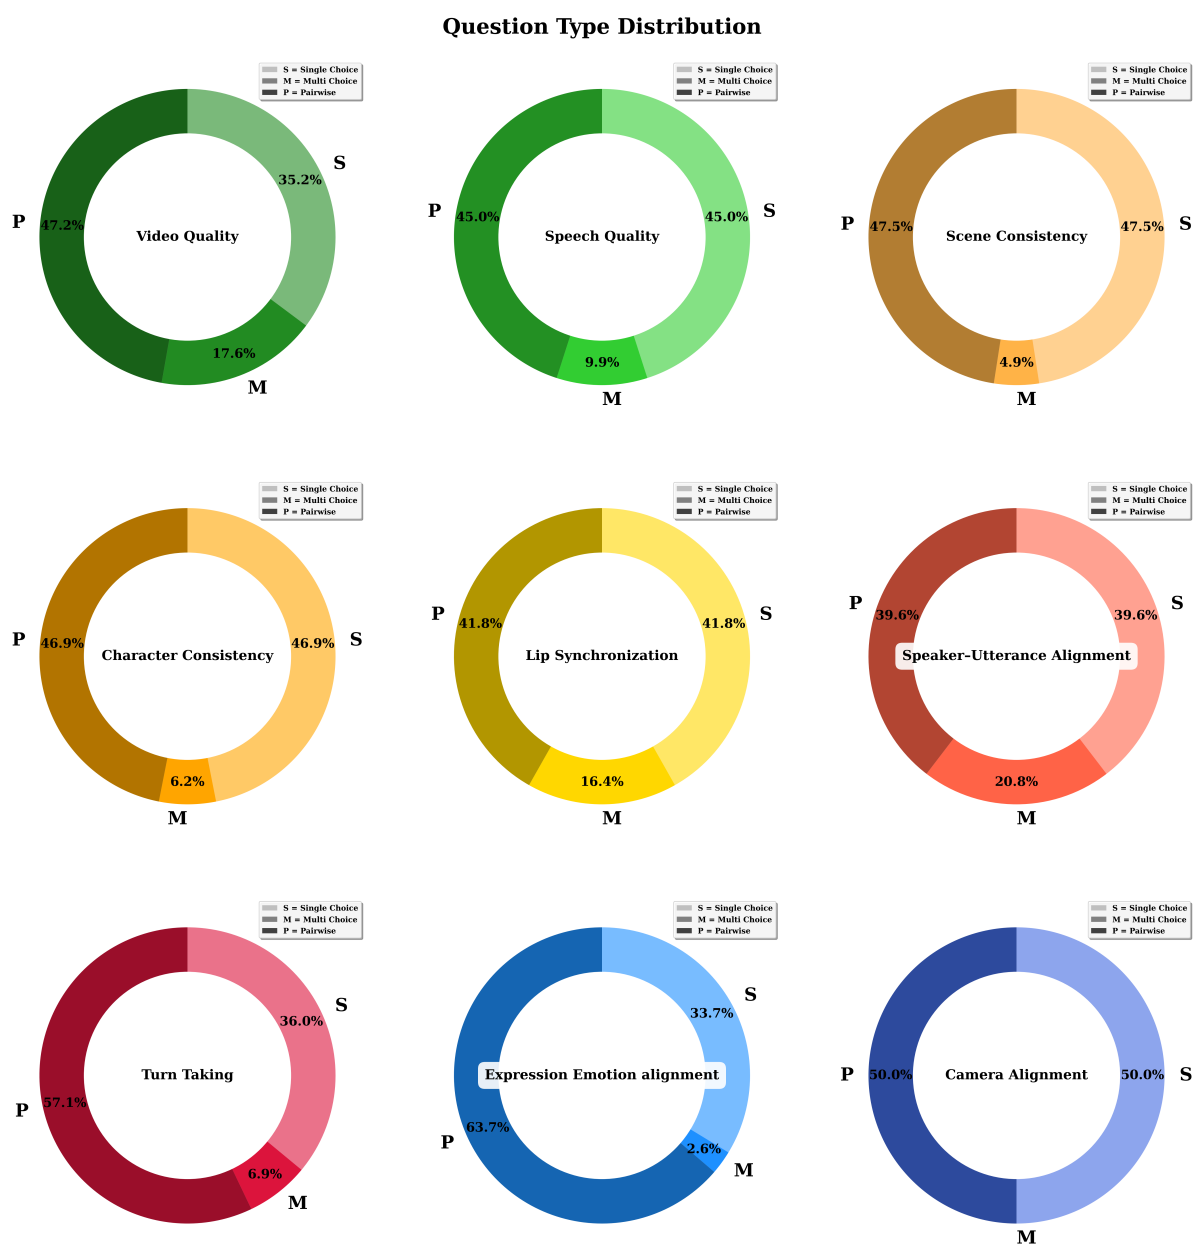 Question Type Distribution
S = Single Choice
M = Multi Choice
P = Pairwise
S
35.2%
P
47.2%
Video Quality
17.6%
M
S = Single Choice
M = Multi Choice
P = Pairwise
P
45.0%
S
45.0%
Speech Quality
9.9%
M
S = Single Choice
M = Multi Choice
P = Pairwise
P
47.5%
S
47.5%
Scene Consistency
4.9%
M
S = Single Choice
M = Multi Choice
P = Pairwise
P
46.9%
S
46.9%
Character Consistency
6.2%
M
S = Single Choice
M = Multi Choice
P = Pairwise
P
41.8%
S
41.8%
Lip Synchronization
16.4%
M
S = Single Choice
M = Multi Choice
P = Pairwise
P
39.6%
S
39.6%
Speaker–Utterance Alignment
20.8%
M
S = Single Choice
M = Multi Choice
P = Pairwise
S
36.0%
Turn Taking
57.1%
P
6.9%
M
S = Single Choice
M = Multi Choice
P = Pairwise
S
33.7%
Expression Emotion alignment
63.7%
P
2.6%
M
S = Single Choice
M = Multi Choice
P = Pairwise
P
50.0%
Camera Alignment
50.0%
S
M